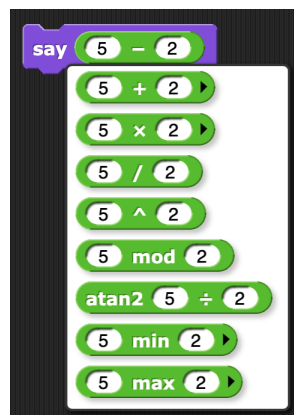 say 5 − 2
5 + 2
5 × 2
5 / 2
5 ^ 2
5 mod 2
atan2 5 ÷ 2
5 min 2
5 max 2